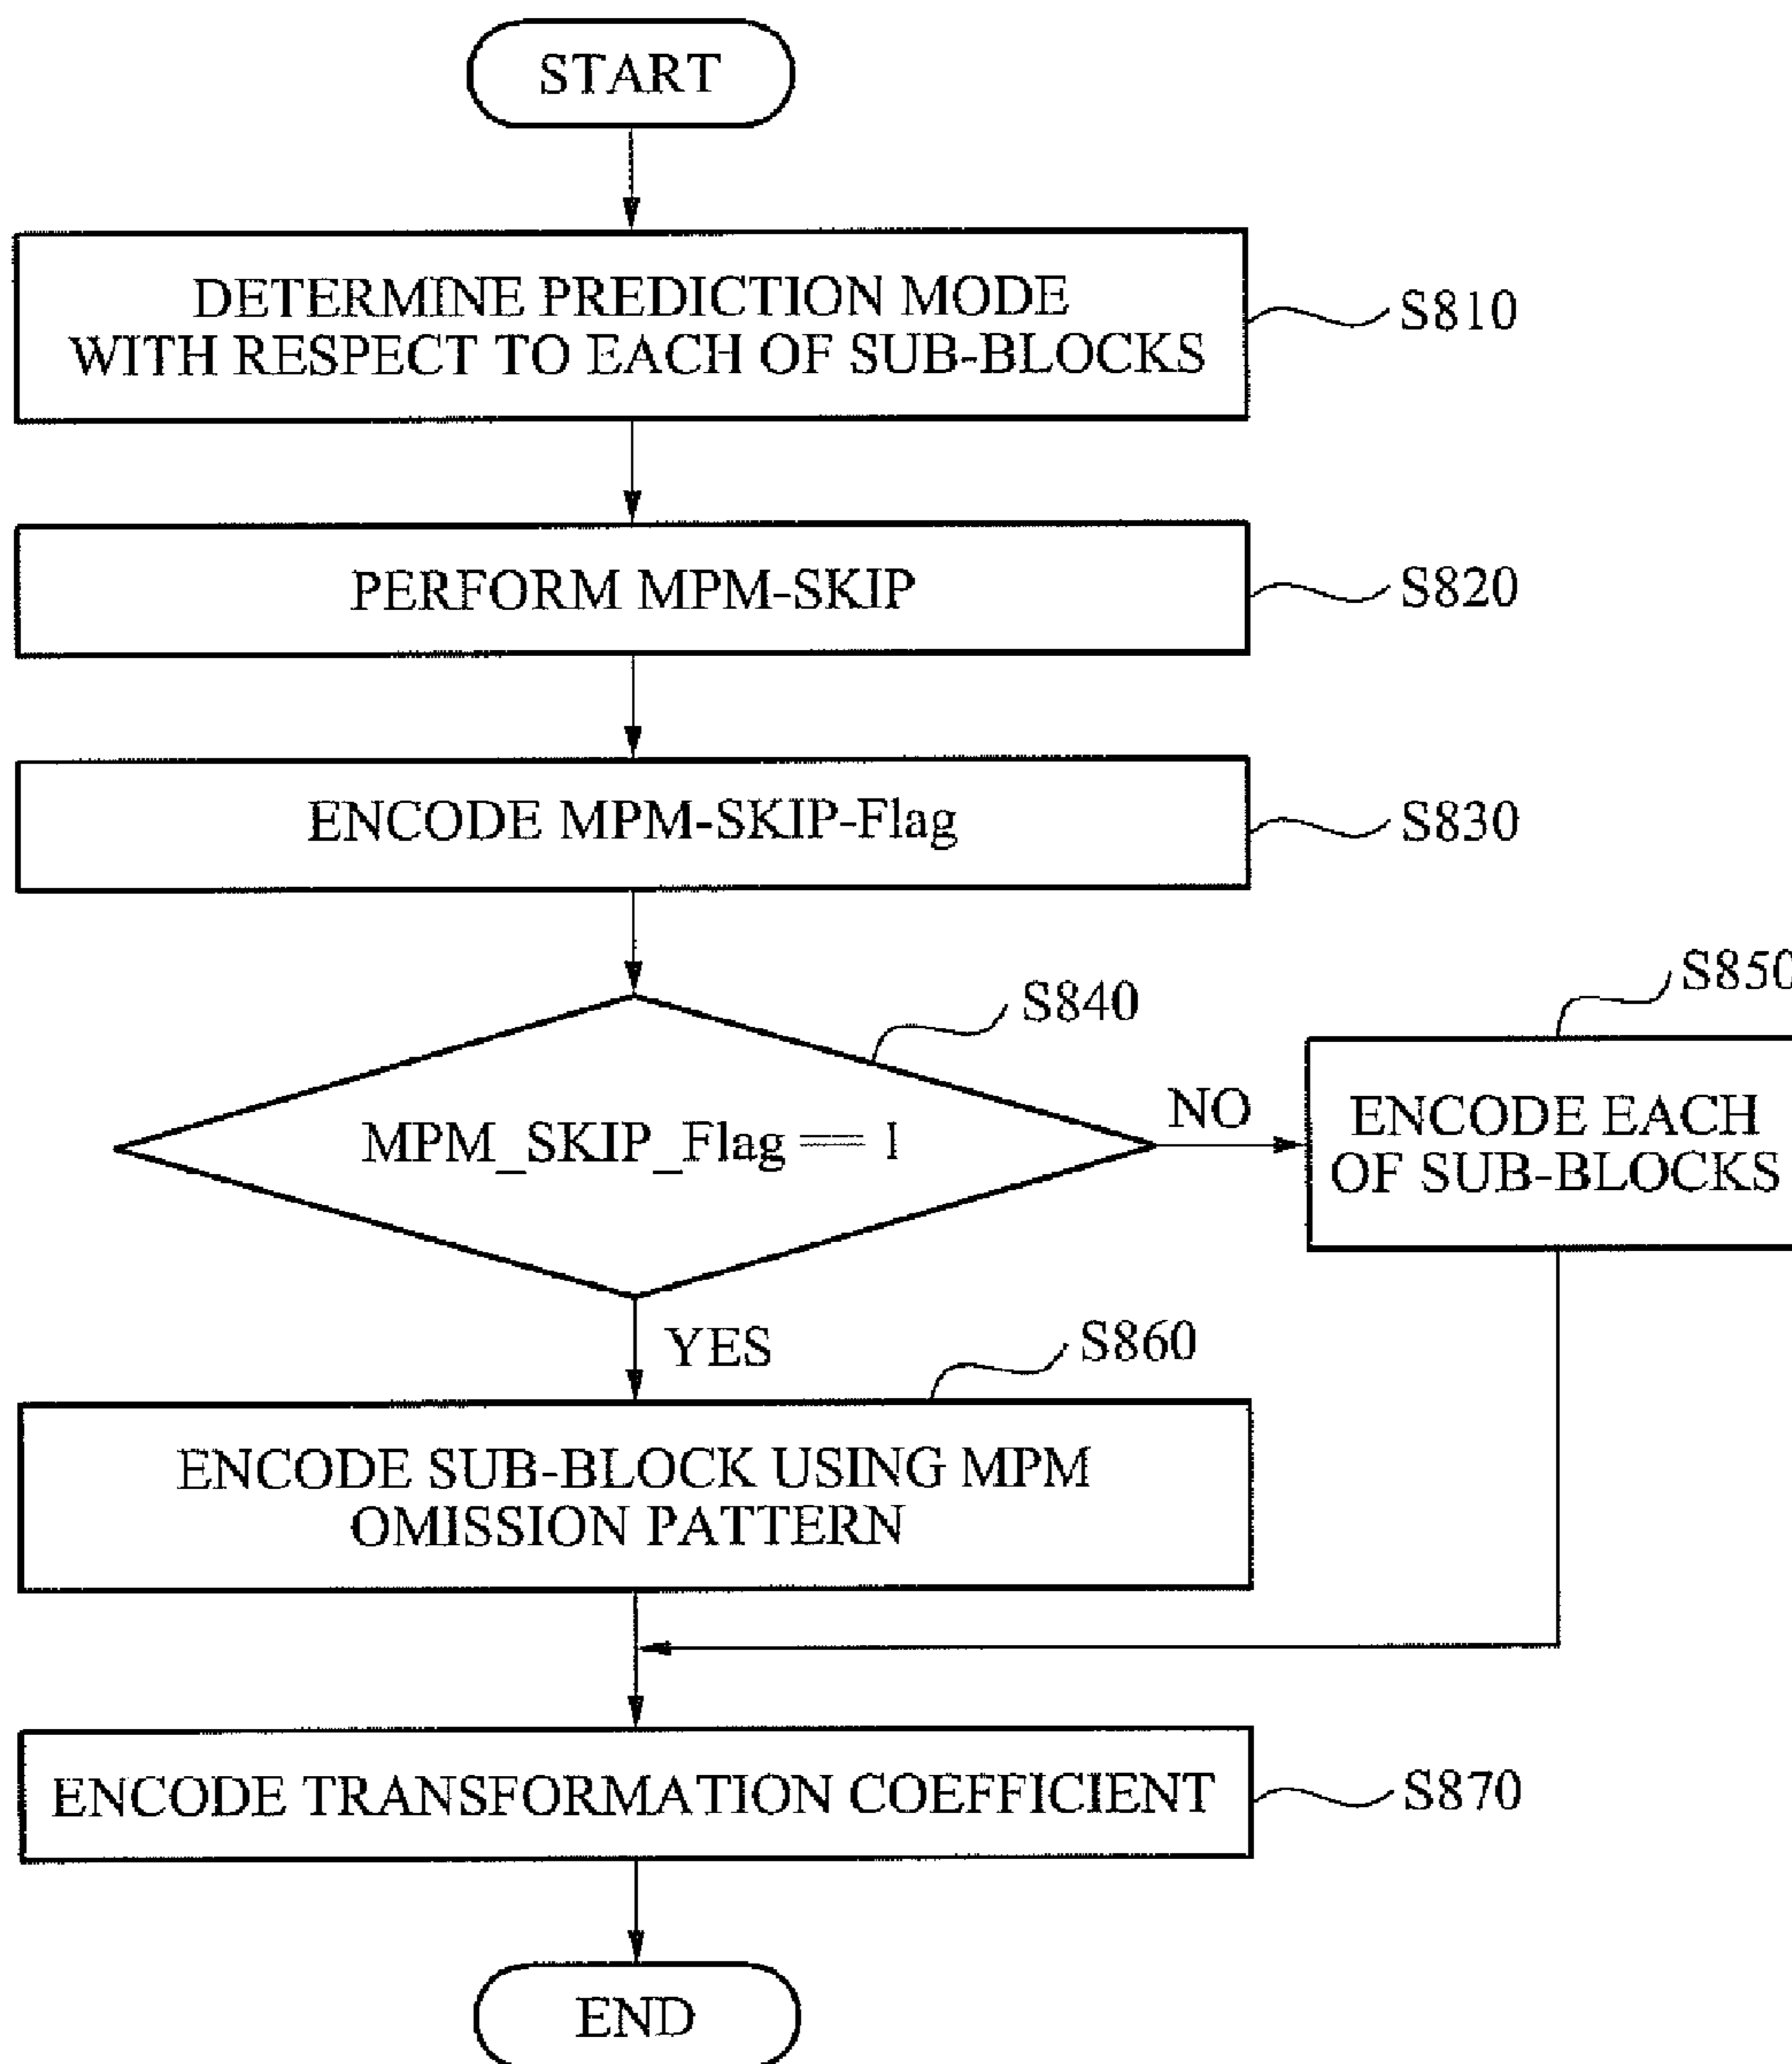 START
DETERMINE PREDICTION MODE
WITH RESPECT TO EACH OF SUB-BLOCKS
S810
PERFORM MPM-SKIP
S820
ENCODE MPM-SKIP-Flag
S830
S840
MPM_SKIP_Flag == 1
NO
S850
ENCODE EACH
OF SUB-BLOCKS
YES
S860
ENCODE SUB-BLOCK USING MPM
OMISSION PATTERN
ENCODE TRANSFORMATION COEFFICIENT
S870
END